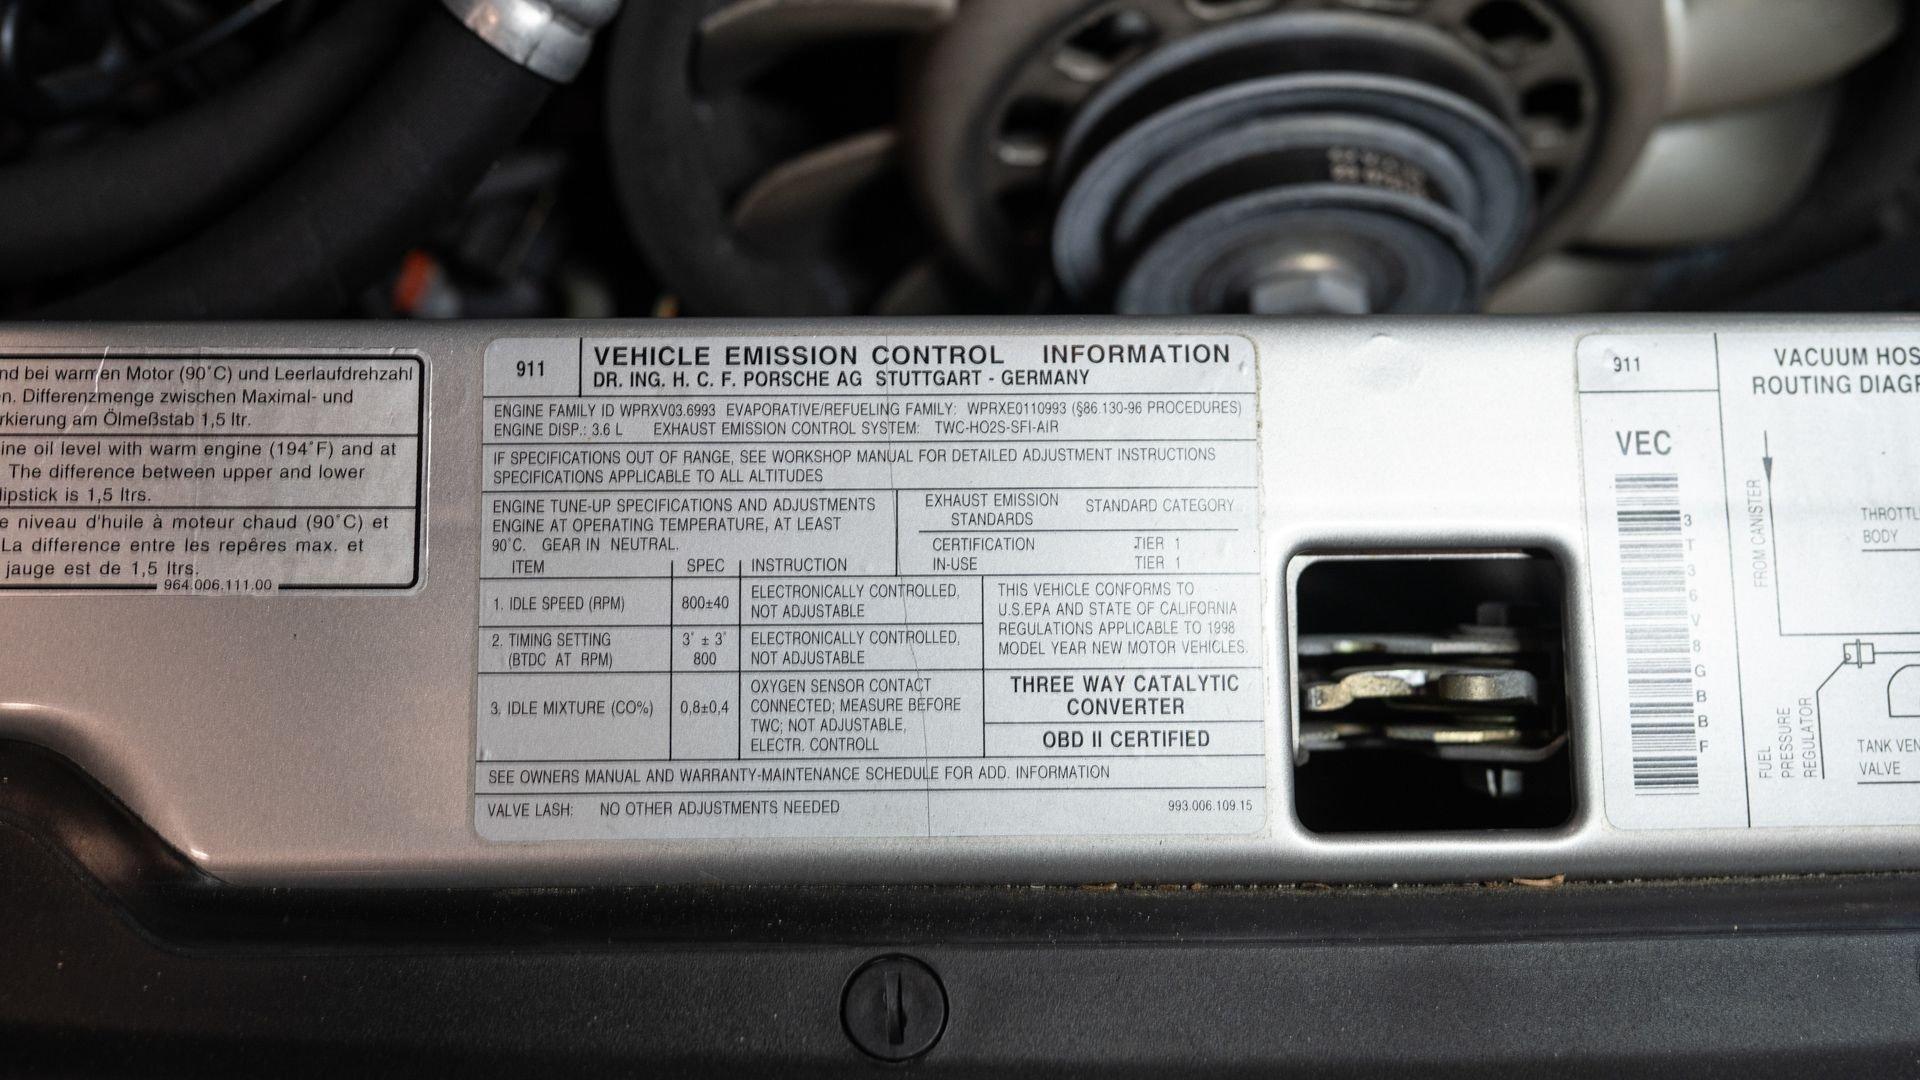 nd bei warmen Motor (90°C) und Leerlaufdrehzahl
n. Differenzmenge zwischen Maximal- und
rkierung am Ölmeßstab 1,5 ltr.
ine oil level with warm engine (194°F) and at
The difference between upper and lower
lipstick is 1,5 ltrs.
e niveau d'huile à moteur chaud (90°C) et
La difference entre les repêres max. et
jauge est de 1,5 ltrs.
964.006.111.00
911
VEHICLE EMISSION CONTROL INFORMATION
DR. ING. H. C. F. PORSCHE AG STUTTGART - GERMANY
ENGINE FAMILY ID WPRXV03.6993 EVAPORATIVE/REFUELING FAMILY: WPRXE0110993 (§86.130-96 PROCEDURES)
ENGINE DISP.: 3.6 L EXHAUST EMISSION CONTROL SYSTEM: TWC-HO2S-SFI-AIR
IF SPECIFICATIONS OUT OF RANGE, SEE WORKSHOP MANUAL FOR DETAILED ADJUSTMENT INSTRUCTIONS
SPECIFICATIONS APPLICABLE TO ALL ALTITUDES
ENGINE TUNE-UP SPECIFICATIONS AND ADJUSTMENTS
ENGINE AT OPERATING TEMPERATURE, AT LEAST
90°C. GEAR IN NEUTRAL.
ITEM SPEC INSTRUCTION
EXHAUST EMISSION STANDARD CATEGORY
STANDARDS
CERTIFICATION TIER 1
IN-USE TIER 1
1. IDLE SPEED (RPM) 800±40 ELECTRONICALLY CONTROLLED,
NOT ADJUSTABLE
2. TIMING SETTING 3° ± 3° ELECTRONICALLY CONTROLLED,
(BTDC AT RPM) 800 NOT ADJUSTABLE
3. IDLE MIXTURE (CO%) 0,8±0,4
OXYGEN SENSOR CONTACT
CONNECTED; MEASURE BEFORE
TWC; NOT ADJUSTABLE,
ELECTR. CONTROLL
THIS VEHICLE CONFORMS TO
U.S.EPA AND STATE OF CALIFORNIA
REGULATIONS APPLICABLE TO 1998
MODEL YEAR NEW MOTOR VEHICLES.
THREE WAY CATALYTIC
CONVERTER
OBD II CERTIFIED
SEE OWNERS MANUAL AND WARRANTY-MAINTENANCE SCHEDULE FOR ADD. INFORMATION
VALVE LASH: NO OTHER ADJUSTMENTS NEEDED
993.006.109.15
911
VEC
3T36V8GBBF
VACUUM HOS
ROUTING DIAGR
FROM CANISTER
THROTTL
BODY
FUEL
PRESSURE
REGULATOR
TANK VEN
VALVE